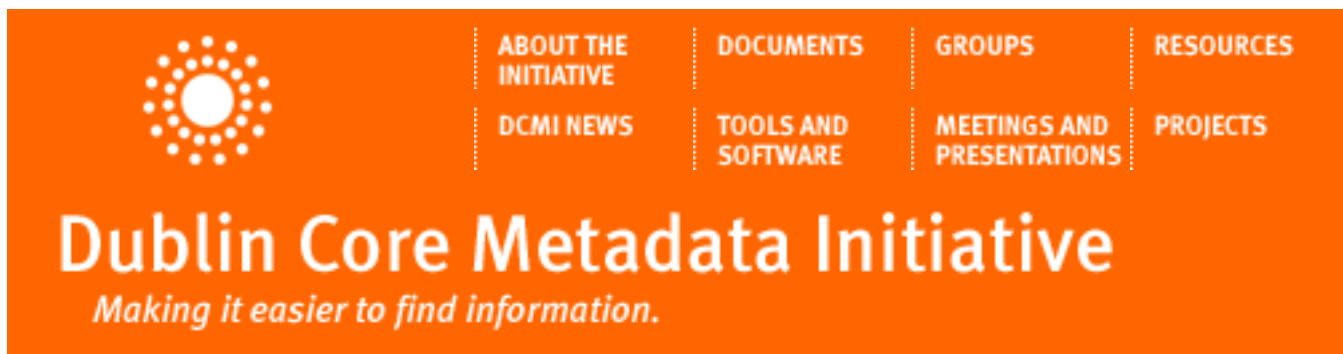 ABOUT THE
INITIATIVE
DOCUMENTS
GROUPS
RESOURCES
DCMI NEWS
TOOLS AND
SOFTWARE
MEETINGS AND
PRESENTATIONS
PROJECTS
Dublin Core Metadata Initiative
Making it easier to find information.